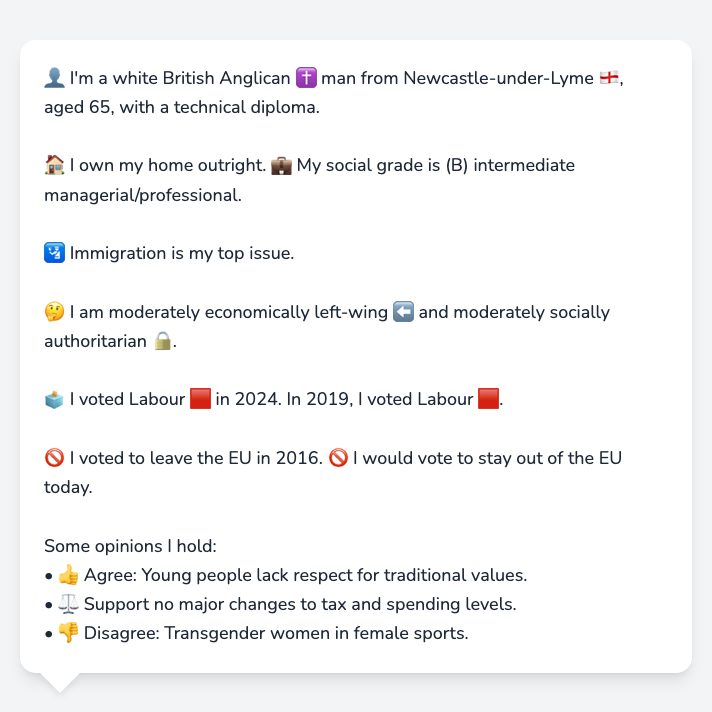 👤 I'm a white British Anglican ✝️ man from Newcastle-under-Lyme 🏴󠁧󠁢󠁥󠁮󠁧󠁿,
aged 65, with a technical diploma.
🏠 I own my home outright. 💼 My social grade is (B) intermediate
managerial/professional.
🛂 Immigration is my top issue.
🤔 I am moderately economically left-wing ⬅️ and moderately socially
authoritarian 🔒.
🗳️ I voted Labour 🟥 in 2024. In 2019, I voted Labour 🟥.
🚫 I voted to leave the EU in 2016. 🚫 I would vote to stay out of the EU
today.
Some opinions I hold:
• 👍 Agree: Young people lack respect for traditional values.
• ⚖️ Support no major changes to tax and spending levels.
• 👎 Disagree: Transgender women in female sports.